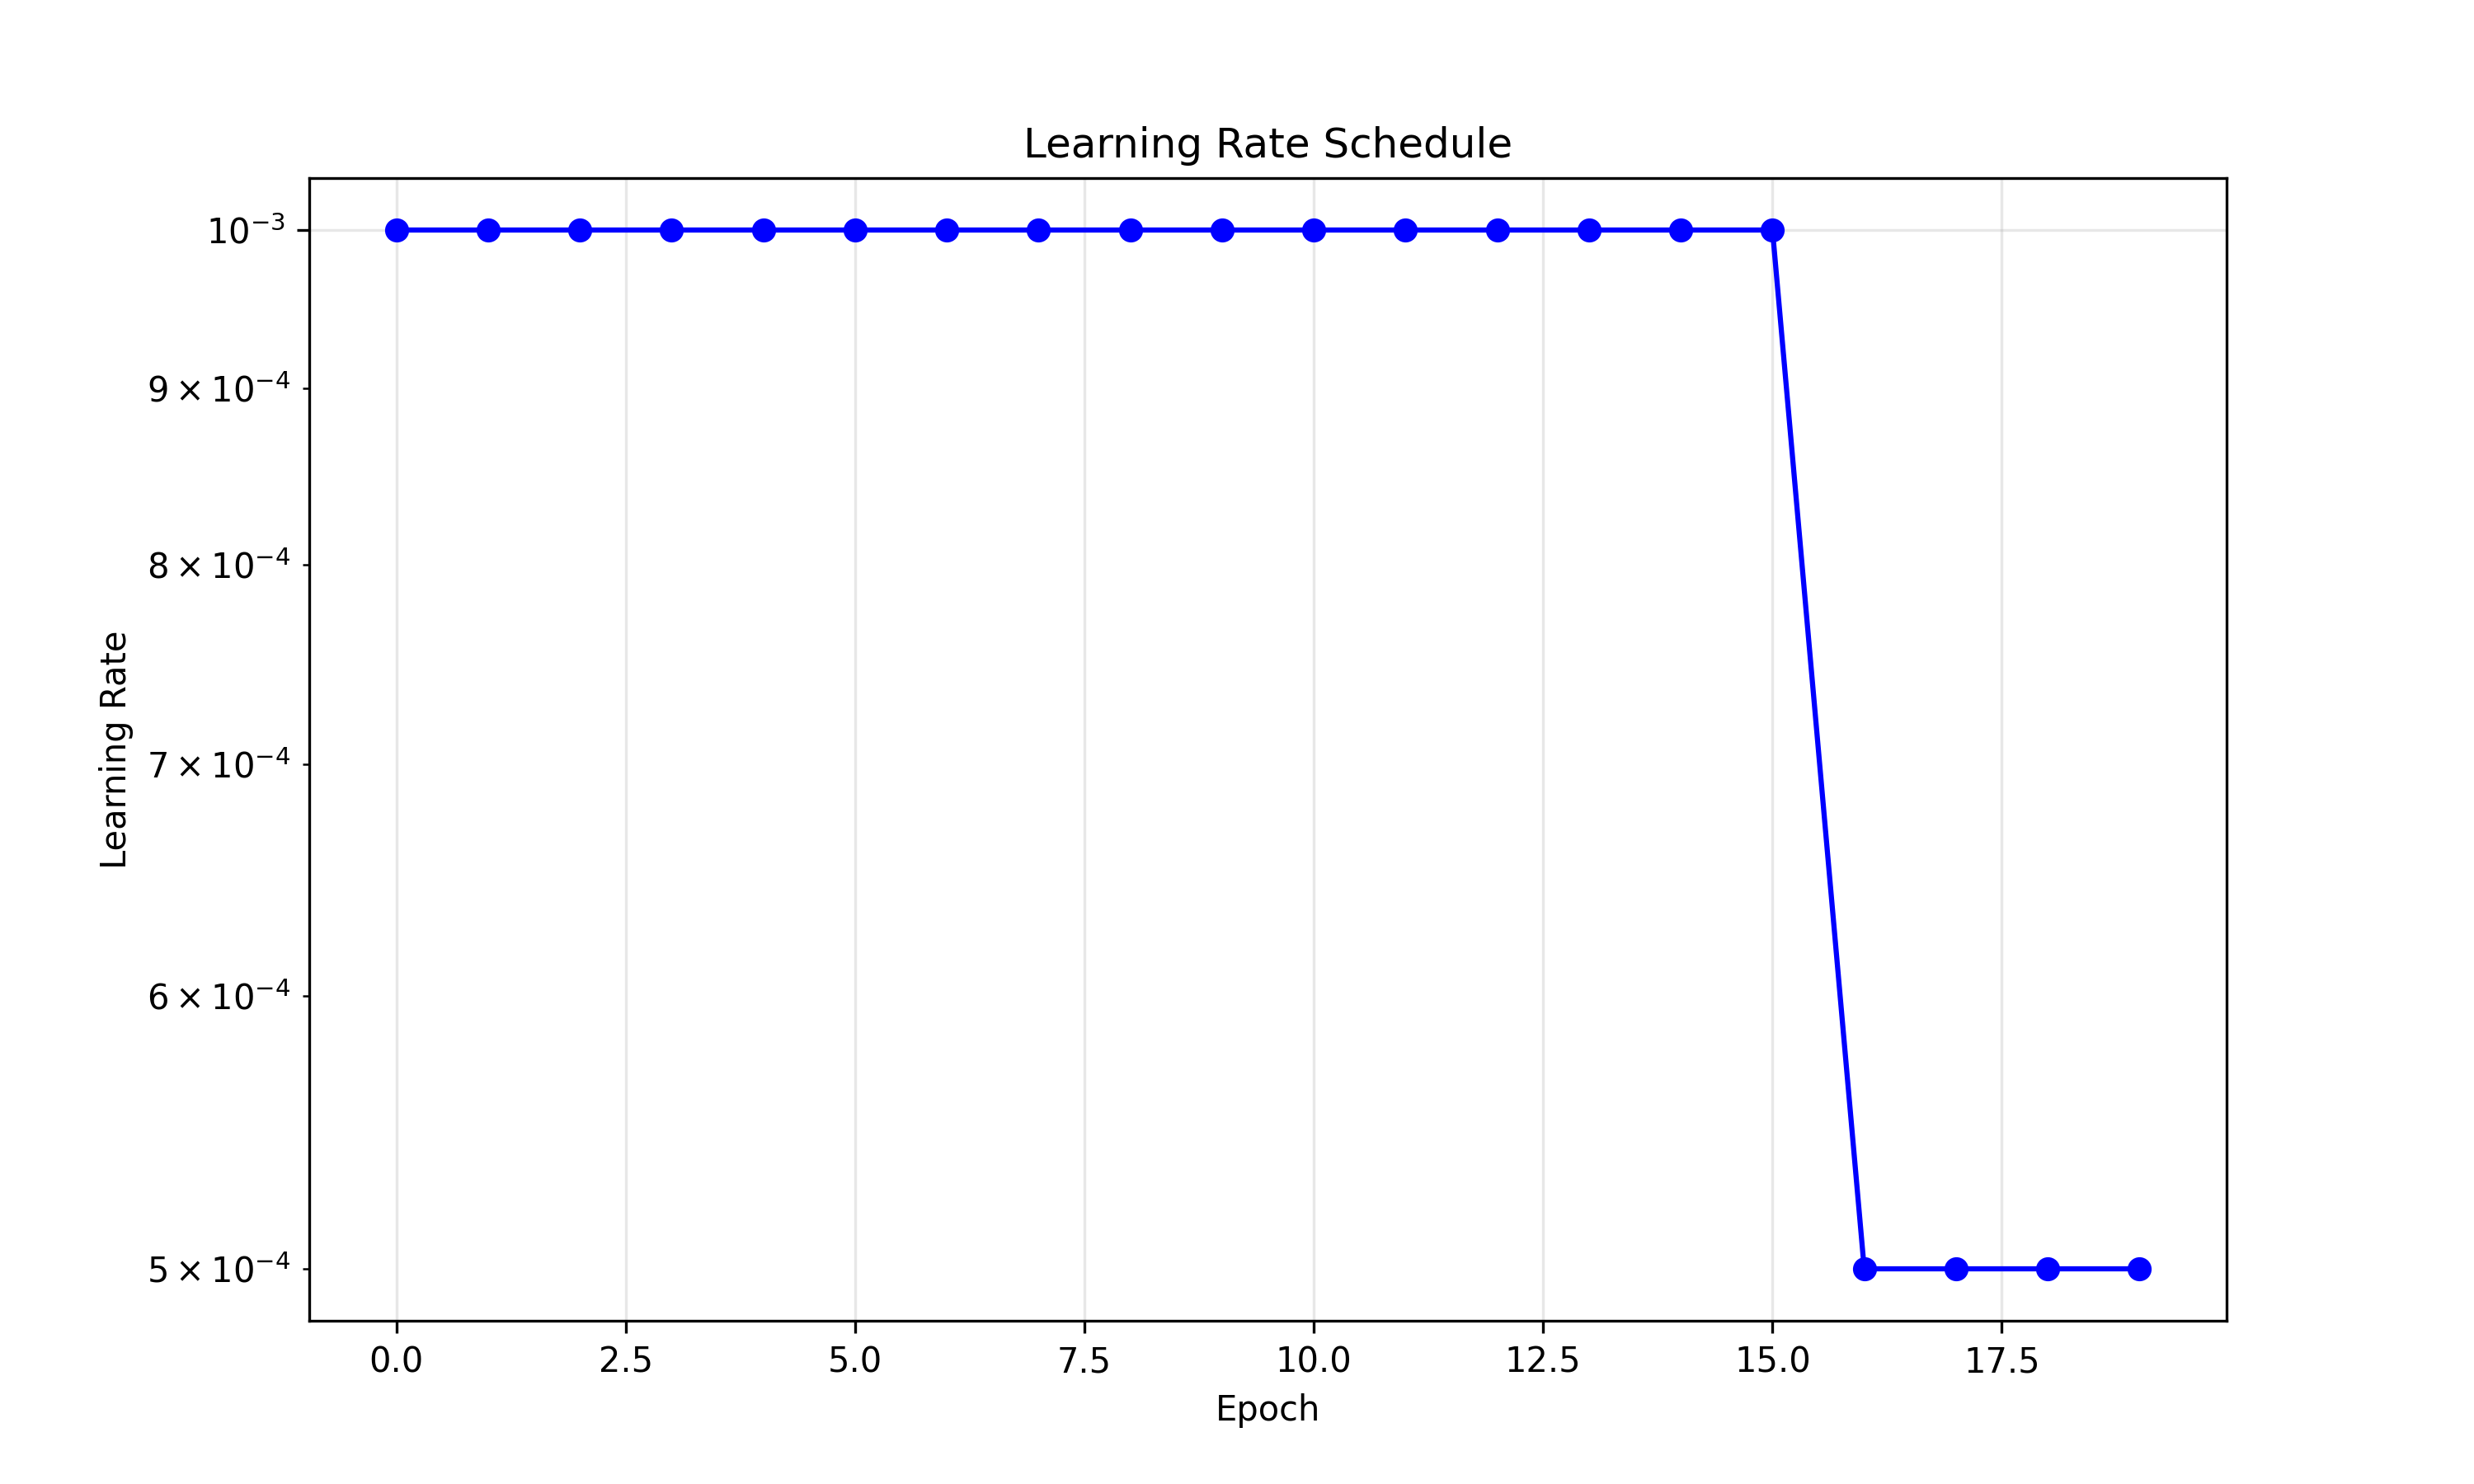 Learning Rate Schedule
10⁻³
9 × 10⁻⁴
8 × 10⁻⁴
7 × 10⁻⁴
6 × 10⁻⁴
5 × 10⁻⁴
Learning Rate
0.0 2.5 5.0 7.5 10.0 12.5 15.0 17.5
Epoch